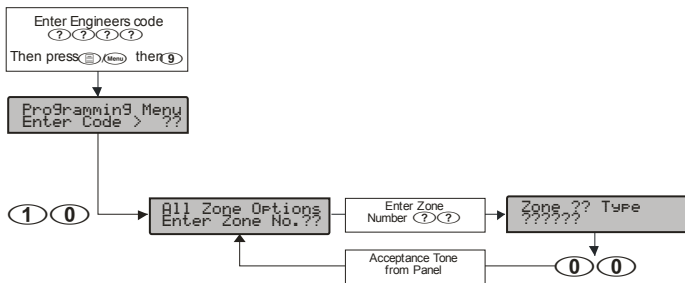 Enter Engineers code
? ? ? ?
Then press /Menu then 9
Programming Menu
Enter Code > ??
1 0
All Zone Options
Enter Zone No.??
Enter Zone
Number ? ?
Zone ?? Type
??????
Acceptance Tone
from Panel
0 0